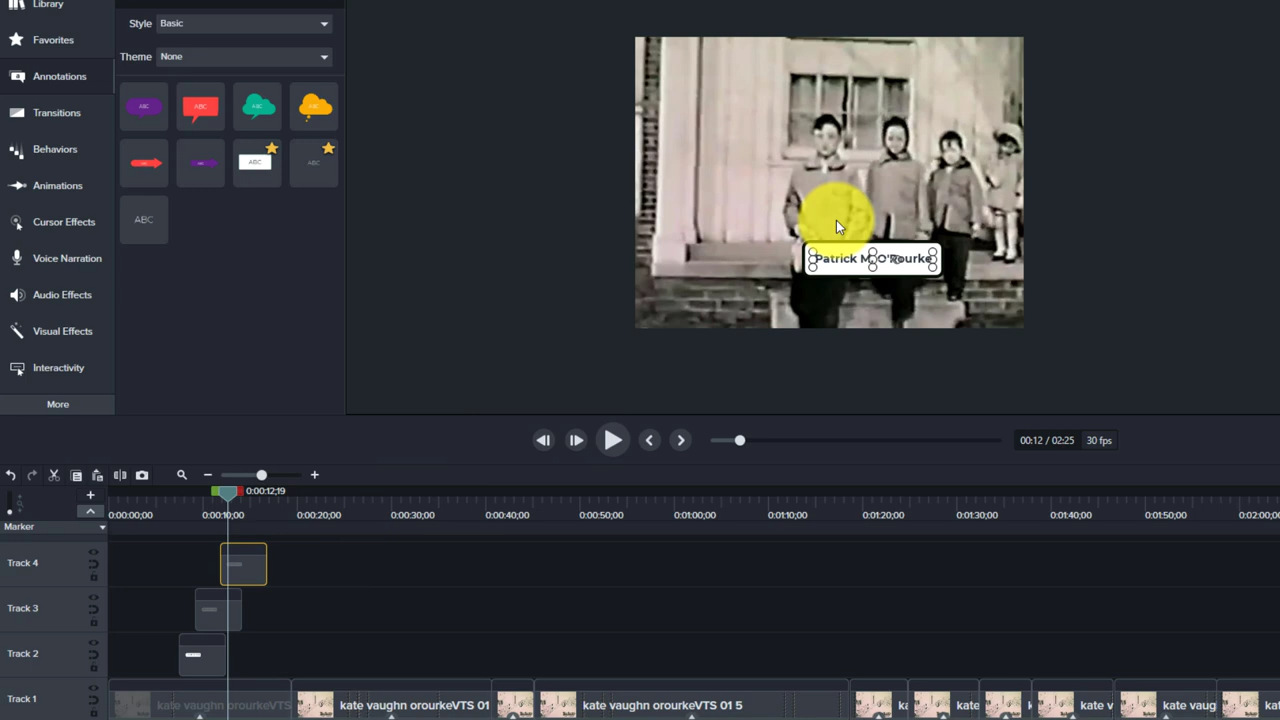 Library
Favorites
Annotations
Transitions
Behaviors
Animations
Cursor Effects
Voice Narration
Audio Effects
Visual Effects
Interactivity
More
Style Basic
Theme None
ABC ABC ABC ABC
ABC ABC
ABC
Patrick M. O'Rourke
00:12 / 02:25 30 fps
0:00:12;19
0:00:00;00 0:00:10;00 0:00:20;00 0:00:30;00 0:00:40;00 0:00:50;00 0:01:00;00 0:01:10;00 0:01:20;00 0:01:30;00 0:01:40;00 0:01:50;00 0:02:00;00
Marker
Track 4
Track 3
Track 2
Track 1
kate vaughn orourkeVTS kate vaughn orourkeVTS 01 kate vaughn orourkeVTS 01 5 kate kate v kate vaug